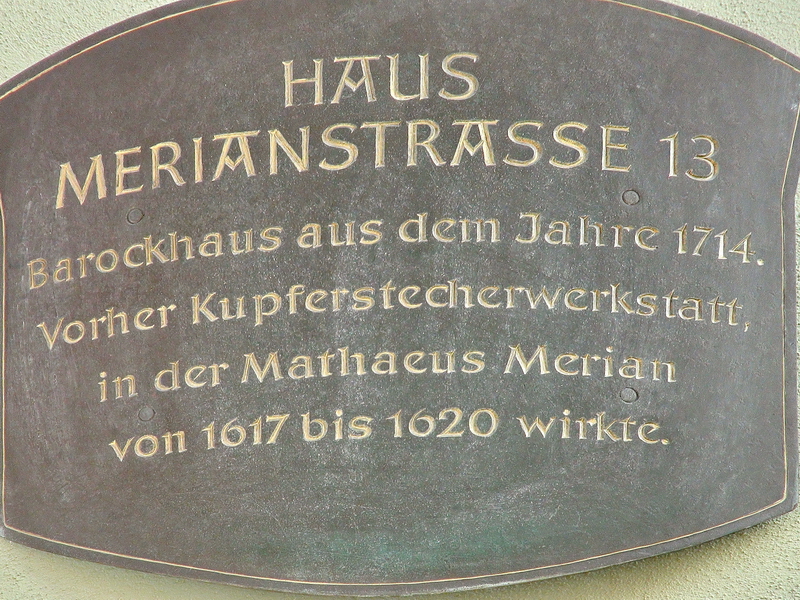 HAUS
MERIANSTRASSE 13
Barockhaus aus dem Jahre 1714.
Vorher Kupferstecherwerkstatt,
in der Mathaeus Merian
von 1617 bis 1620 wirkte.